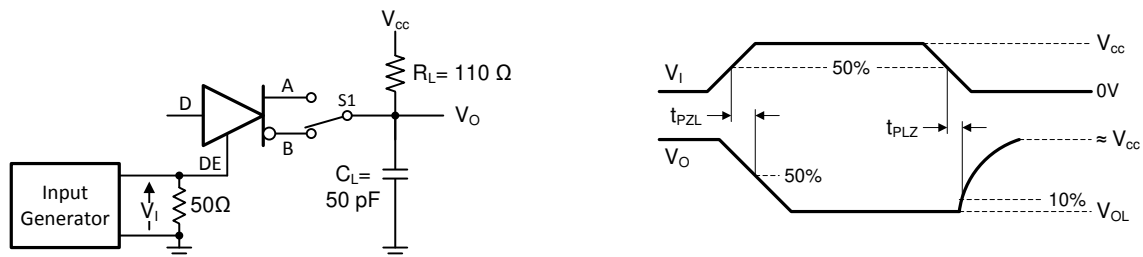 Vcc
RL= 110 Ω
A
S1
D
VO
B
DE
CL=
50 pF
Input
Generator
VI
50Ω
Vcc
VI
50%
0V
tPZL
tPLZ
VO
≈ Vcc
50%
10%
VOL